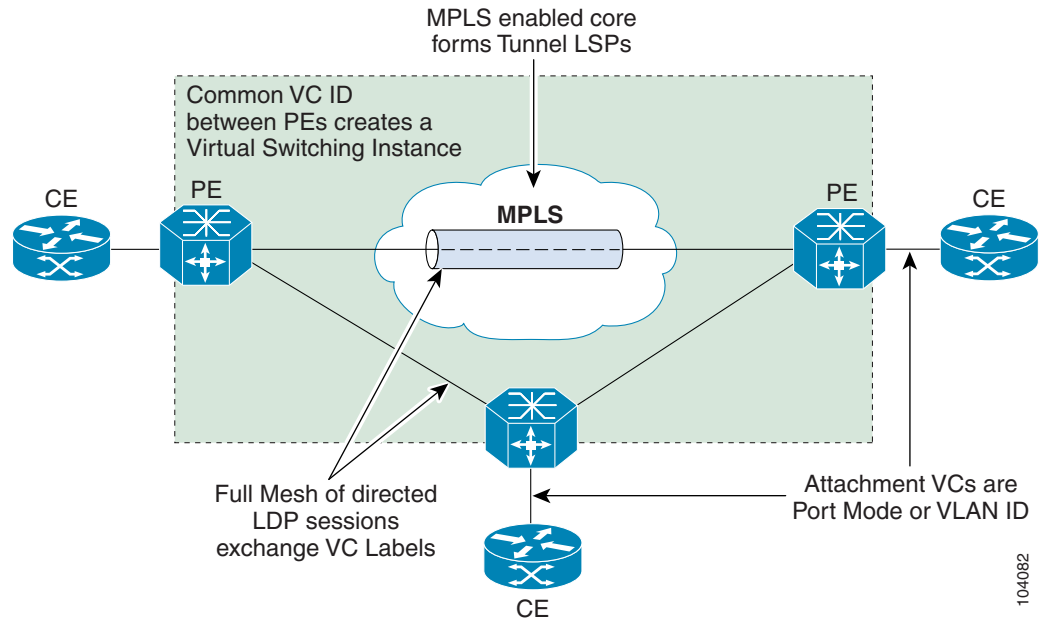 MPLS enabled core
forms Tunnel LSPs
Common VC ID
between PEs creates a
Virtual Switching Instance
CE
PE
MPLS
PE
CE
Full Mesh of directed
LDP sessions
exchange VC Labels
Attachment VCs are
Port Mode or VLAN ID
CE
104082